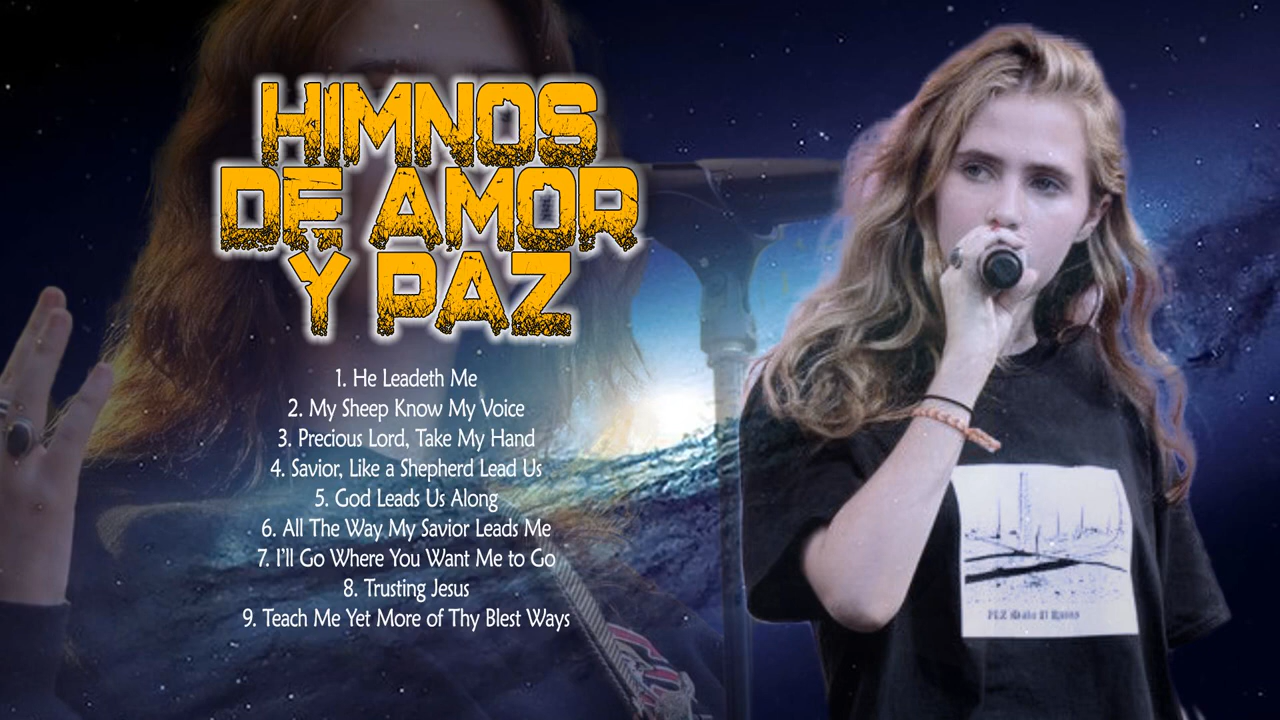 HIMNOS
DE AMOR
Y PAZ
1. He Leadeth Me
2. My Sheep Know My Voice
3. Precious Lord, Take My Hand
4. Savior, Like a Shepherd Lead Us
5. God Leads Us Along
6. All The Way My Savior Leads Me
7. I'll Go Where You Want Me to Go
8. Trusting Jesus
9. Teach Me Yet More of Thy Blest Ways